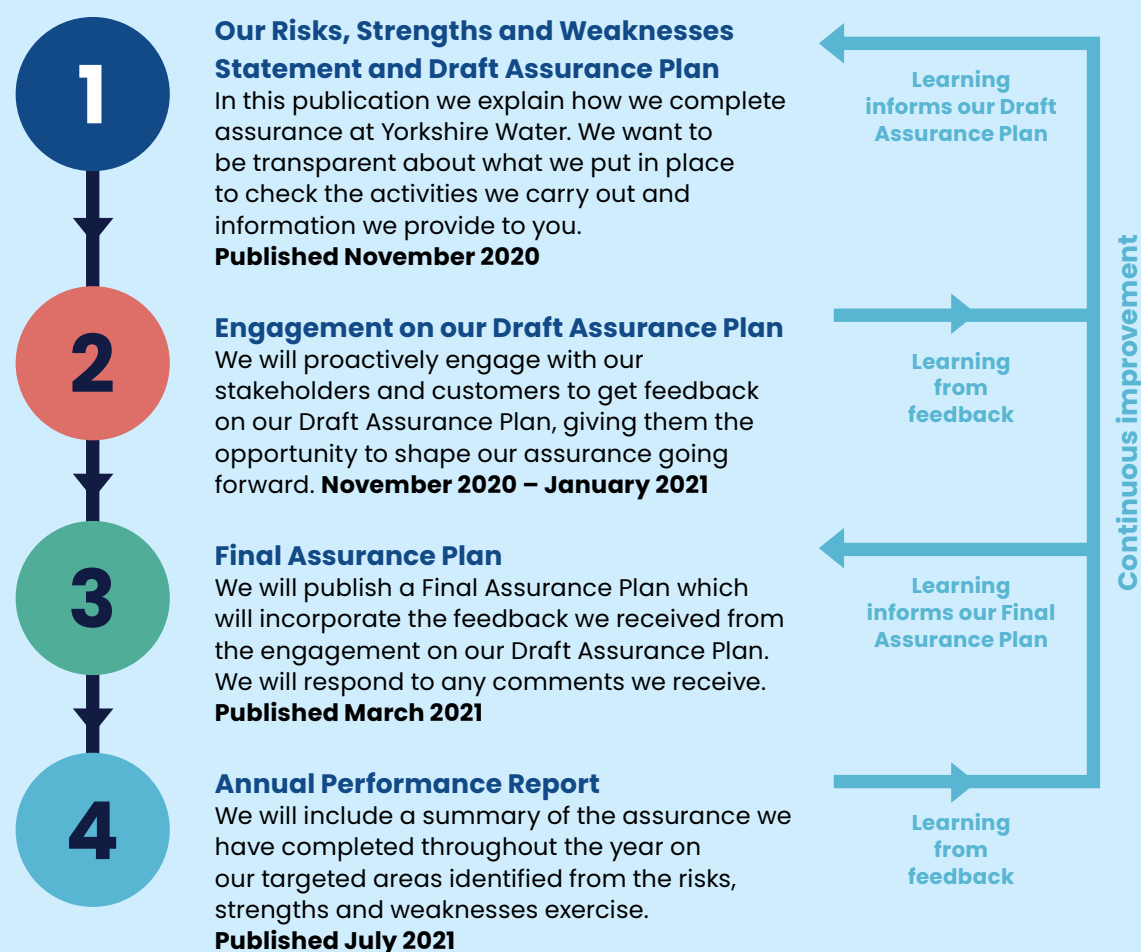 1
Our Risks, Strengths and Weaknesses
Statement and Draft Assurance Plan
In this publication we explain how we complete
assurance at Yorkshire Water. We want to
be transparent about what we put in place
to check the activities we carry out and
information we provide to you.
Published November 2020
Learning
informs our Draft
Assurance Plan
2
Engagement on our Draft Assurance Plan
We will proactively engage with our
stakeholders and customers to get feedback
on our Draft Assurance Plan, giving them the
opportunity to shape our assurance going
forward. November 2020 – January 2021
Learning
from
feedback
3
Final Assurance Plan
We will publish a Final Assurance Plan which
will incorporate the feedback we received from
the engagement on our Draft Assurance Plan.
We will respond to any comments we receive.
Published March 2021
Learning
informs our Final
Assurance Plan
4
Annual Performance Report
We will include a summary of the assurance we
have completed throughout the year on
our targeted areas identified from the risks,
strengths and weaknesses exercise.
Published July 2021
Learning
from
feedback
Continuous improvement